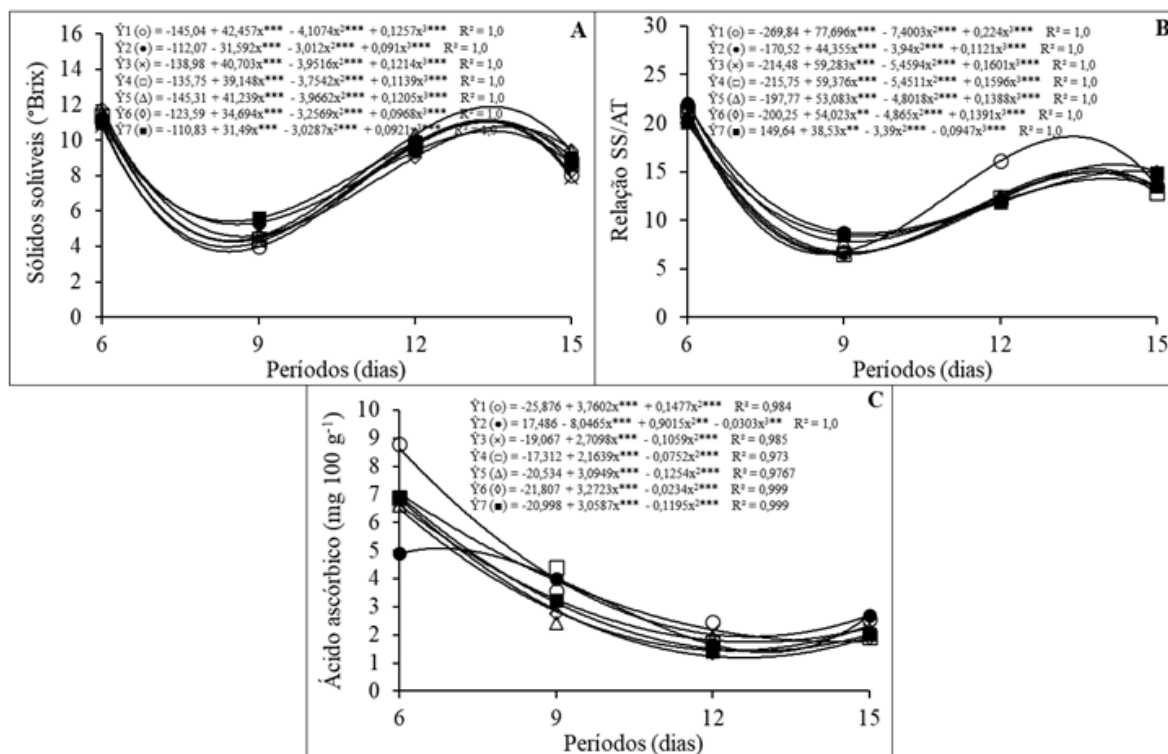 A
Ŷ1 (○) = -145,04 + 42,457x*** - 4,1074x²*** + 0,1257x³*** R² = 1,0
Ŷ2 (●) = -112,07 - 31,592x*** - 3,012x²*** + 0,091x³*** R² = 1,0
Ŷ3 (×) = -138,98 + 40,703x*** - 3,9516x²*** + 0,1214x³*** R² = 1,0
Ŷ4 (□) = -135,75 + 39,148x*** - 3,7542x²*** + 0,1139x³*** R² = 1,0
Ŷ5 (Δ) = -145,31 + 41,239x*** - 3,9662x²*** + 0,1205x³*** R² = 1,0
Ŷ6 (◊) = -123,59 + 34,694x*** - 3,2569x²*** + 0,0968x³*** R² = 1,0
Ŷ7 (■) = -110,83 + 31,49x*** - 3,0287x²*** + 0,0921x³*** R² = 1,0
Sólidos solúveis (ºBrix)
16
14
12
10
8
6
4
2
0
6 9 12 15
Períodos (dias)
B
Ŷ1 (○) = -269,84 + 77,696x*** - 7,4003x²*** + 0,224x³*** R² = 1,0
Ŷ2 (●) = -170,52 + 44,355x*** - 3,94x²*** + 0,1121x³*** R² = 1,0
Ŷ3 (×) = -214,48 + 59,283x*** - 5,4594x²*** + 0,1601x³*** R² = 1,0
Ŷ4 (□) = -215,75 + 59,376x*** - 5,4511x²*** + 0,1596x³*** R² = 1,0
Ŷ5 (Δ) = -197,77 + 53,083x*** - 4,8018x²*** + 0,1388x³*** R² = 1,0
Ŷ6 (◊) = -200,25 + 54,023x** - 4,865x²*** + 0,1391x³*** R² = 1,0
Ŷ7 (■) = 149,64 + 38,53x** - 3,39x²*** - 0,0947x³*** R² = 1,0
Relação SS/AT
30
25
20
15
10
5
0
6 9 12 15
Períodos (dias)
C
Ŷ1 (○) = -25,876 + 3,7602x*** + 0,1477x²*** R² = 0,984
Ŷ2 (●) = 17,486 - 8,0465x*** + 0,9015x²** - 0,0303x³** R² = 1,0
Ŷ3 (×) = -19,067 + 2,7098x*** - 0,1059x²*** R² = 0,985
Ŷ4 (□) = -17,312 + 2,1639x*** - 0,0752x²*** R² = 0,973
Ŷ5 (Δ) = -20,534 + 3,0949x*** - 0,1254x²*** R² = 0,9767
Ŷ6 (◊) = -21,807 + 3,2723x*** - 0,0234x²*** R² = 0,999
Ŷ7 (■) = -20,998 + 3,0587x*** - 0,1195x²*** R² = 0,999
Ácido ascórbico (mg 100 g⁻¹)
10
9
8
7
6
5
4
3
2
1
0
6 9 12 15
Períodos (dias)